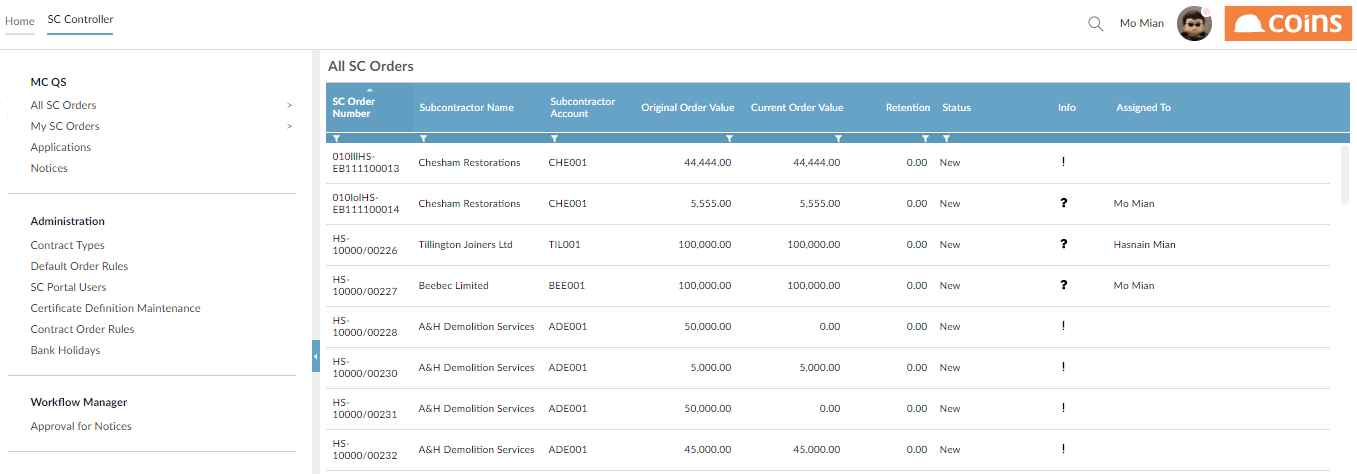 Home
SC Controller
Mo Mian
coins
MC QS
All SC Orders >
My SC Orders >
Applications
Notices
Administration
Contract Types
Default Order Rules
SC Portal Users
Certificate Definition Maintenance
Contract Order Rules
Bank Holidays
Workflow Manager
Approval for Notices
All SC Orders
SC Order
Number
Subcontractor Name
Subcontractor
Account
Original Order Value
Current Order Value
Retention
Status
Info
Assigned To
010lllHS-
EB111100013 Chesham Restorations CHE001 44,444.00 44,444.00 0.00 New !
010lolHS-
EB111100014 Chesham Restorations CHE001 5,555.00 5,555.00 0.00 New ? Mo Mian
HS-
10000/00226 Tillington Joiners Ltd TIL001 100,000.00 100,000.00 0.00 New ? Hasnain Mian
HS-
10000/00227 Beebec Limited BEE001 100,000.00 100,000.00 0.00 New ? Mo Mian
HS-
10000/00228 A&H Demolition Services ADE001 50,000.00 0.00 0.00 New !
HS-
10000/00230 A&H Demolition Services ADE001 5,000.00 5,000.00 0.00 New !
HS-
10000/00231 A&H Demolition Services ADE001 50,000.00 0.00 0.00 New !
HS-
10000/00232 A&H Demolition Services ADE001 45,000.00 45,000.00 0.00 New !